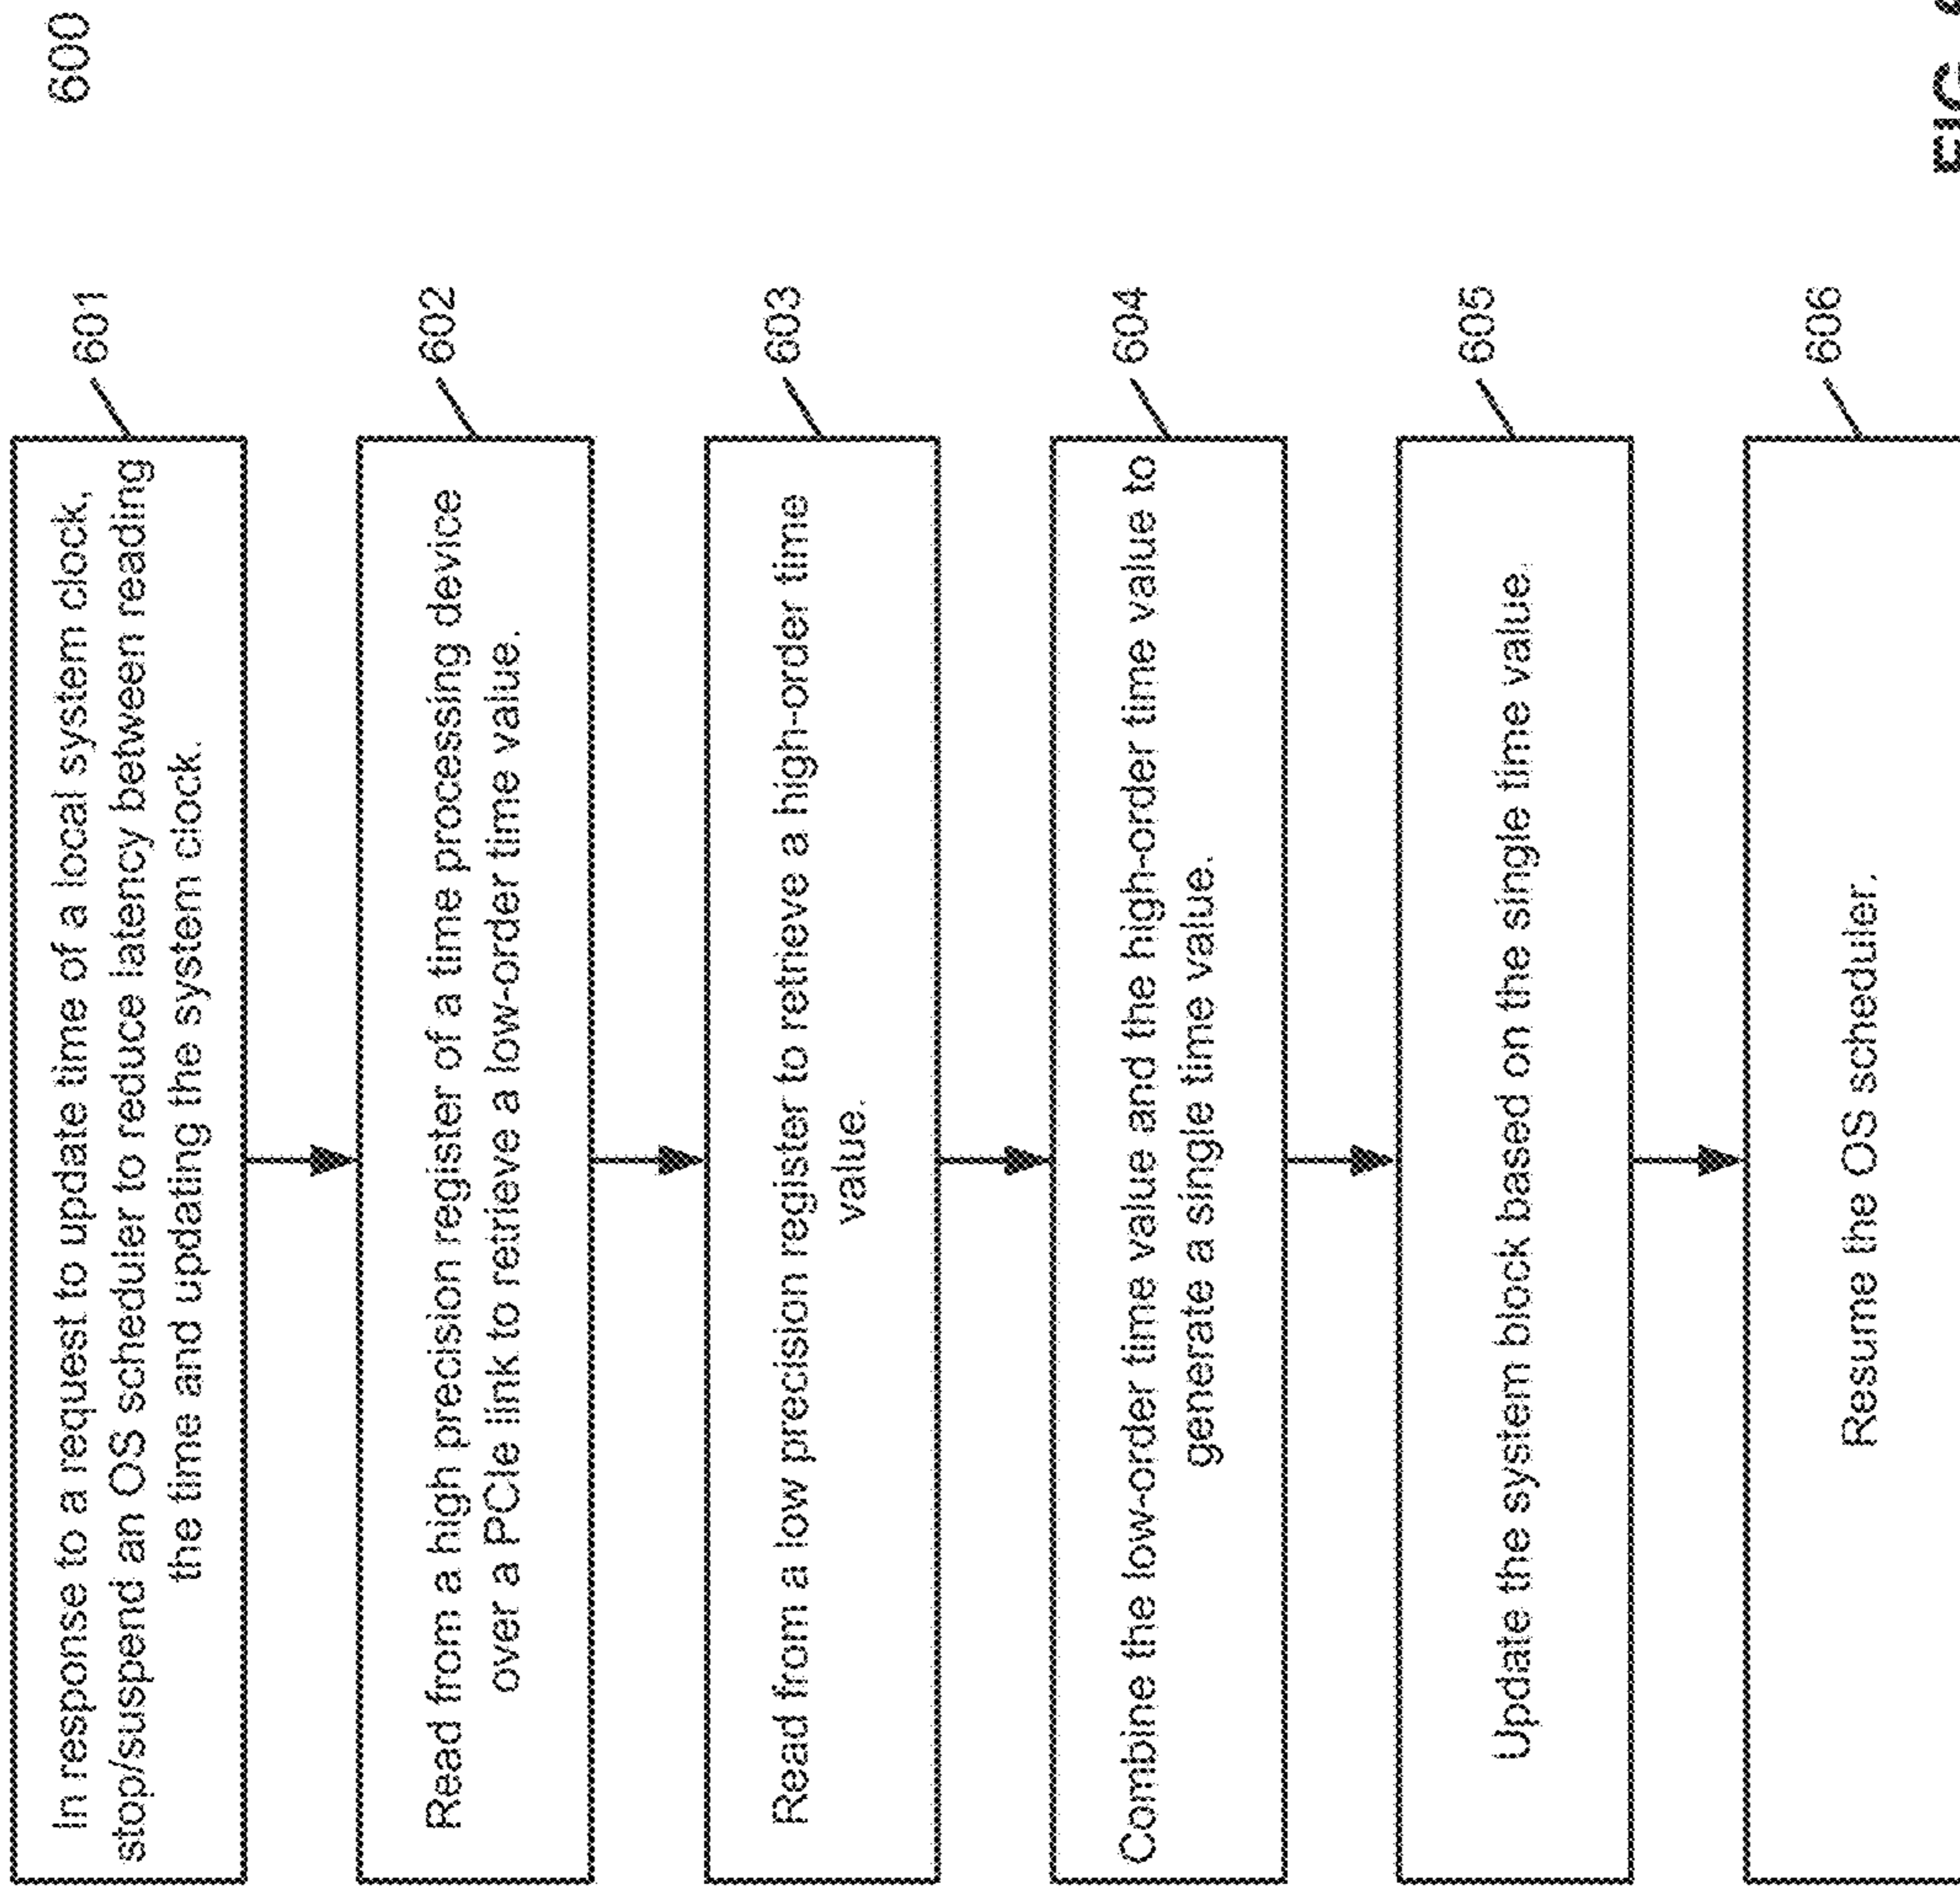 600
In response to a request to update time of a local system clock,
stop/suspend an OS scheduler to reduce latency between reading
the time and updating the system clock.
601
Read from a high precision register of a time processing device
over a PCIe link to retrieve a low-order time value.
602
Read from a low precision register to retrieve a high-order time
value.
603
Combine the low-order time value and the high-order time value to
generate a single time value.
604
Update the system block based on the single time value.
605
Resume the OS scheduler.
606
FIG.